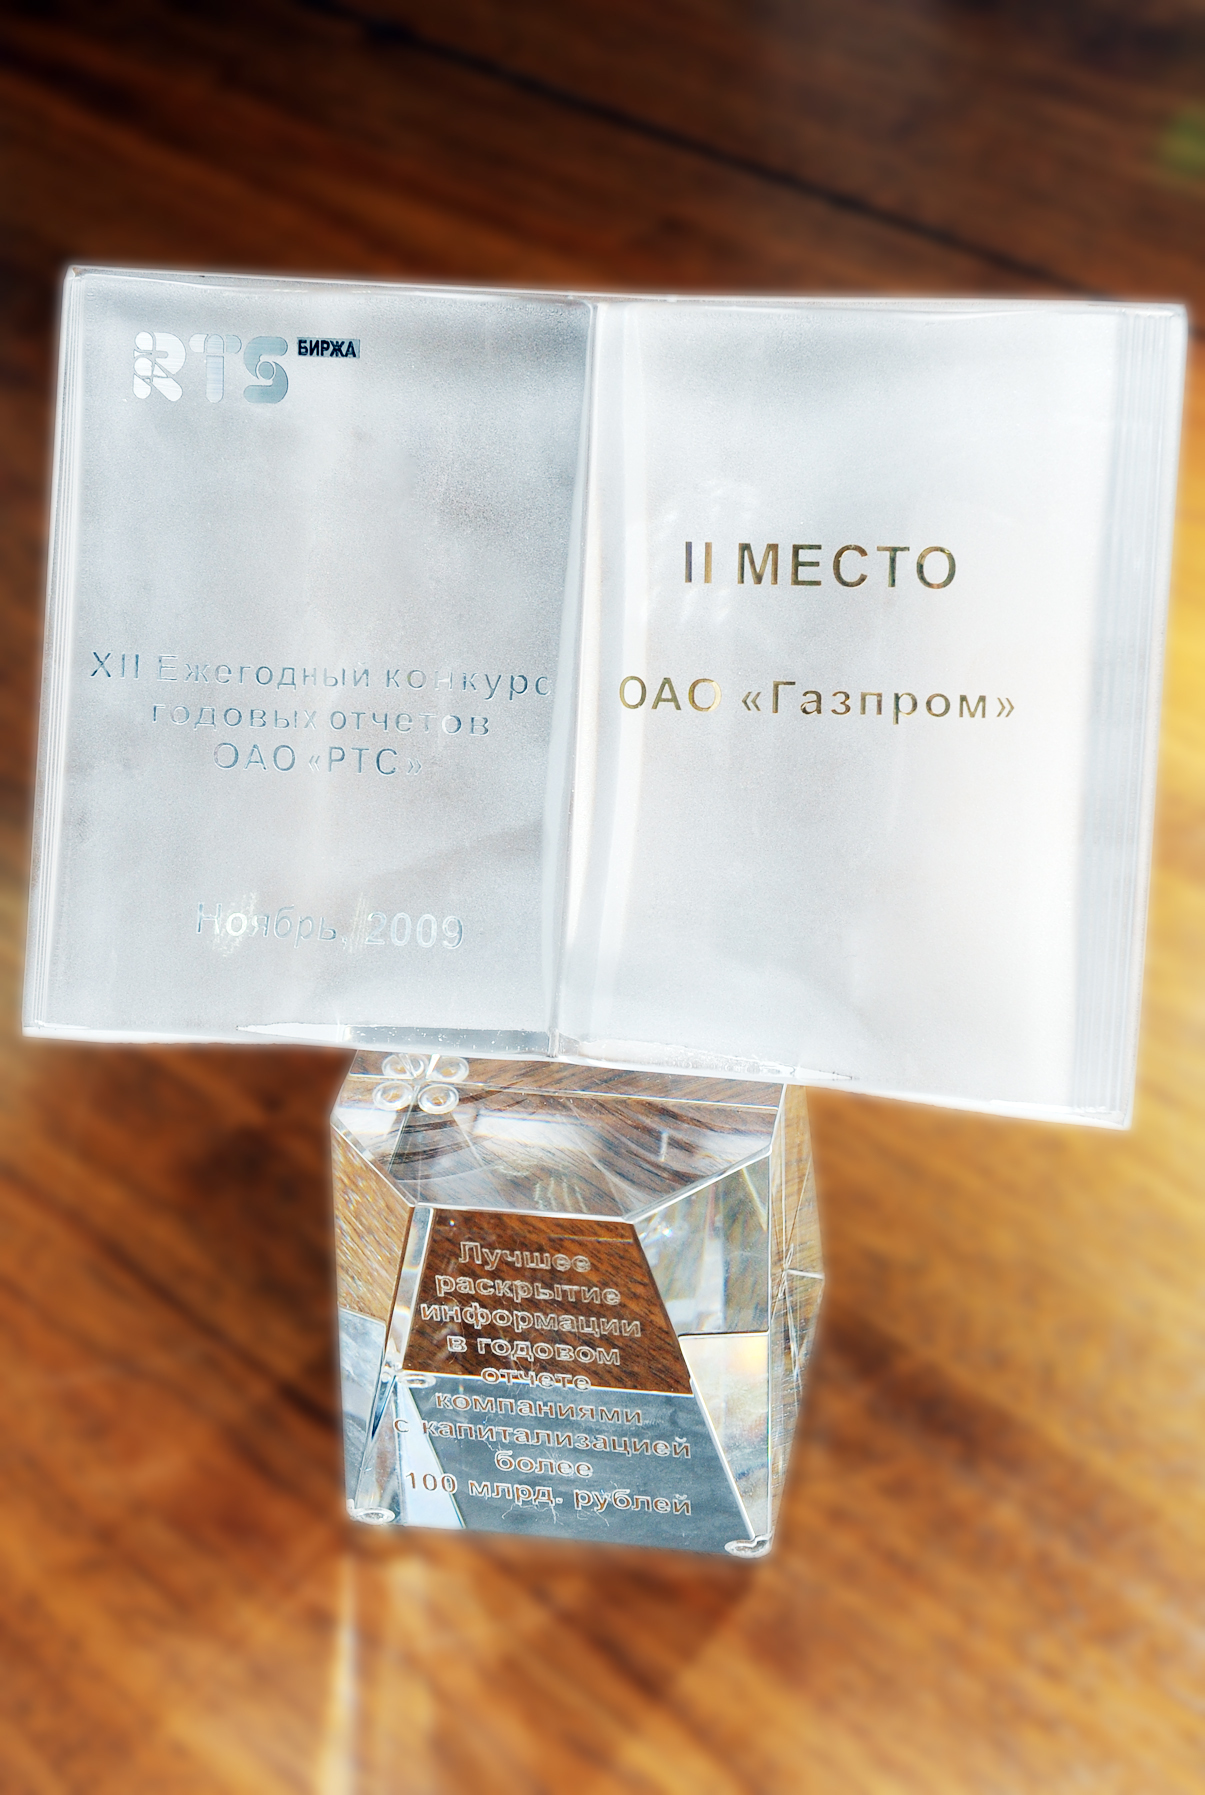 RTS БИРЖА
XII Ежегодный конкурс
годовых отчетов
ОАО «РТС»
Ноябрь, 2009
II МЕСТО
ОАО «Газпром»
Лучшее
раскрытие
информации
в годовом
отчете
компаниями
с капитализацией
более
100 млрд. рублей